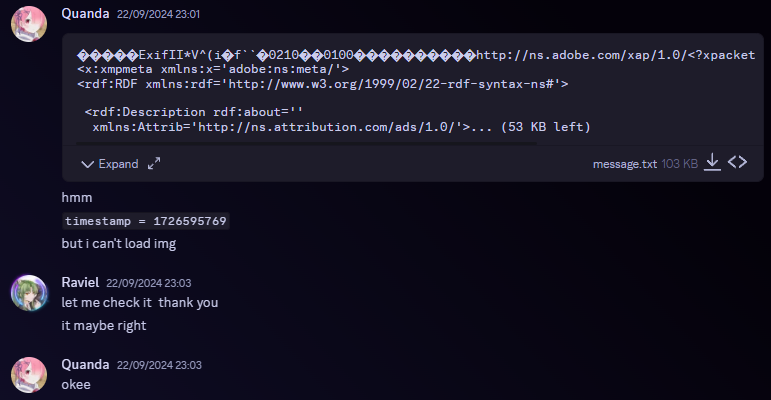 Quanda 22/09/2024 23:01
�����ExifII*V^(i�f``�0210��0100����������http://ns.adobe.com/xap/1.0/<?xpacket
<x:xmpmeta xmlns:x='adobe:ns:meta/'>
<rdf:RDF xmlns:rdf='http://www.w3.org/1999/02/22-rdf-syntax-ns#'>
<rdf:Description rdf:about=''
xmlns:Attrib='http://ns.attribution.com/ads/1.0/'>... (53 KB left)
Expand message.txt 103 KB
hmm
timestamp = 1726595769
but i can't load img
Raviel 22/09/2024 23:03
let me check it thank you
it maybe right
Quanda 22/09/2024 23:03
okee